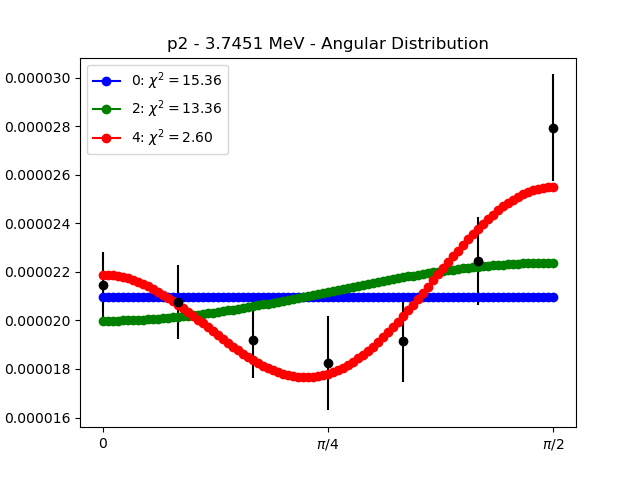 p2 - 3.7451 MeV - Angular Distribution
0: χ² = 15.36
2: χ² = 13.36
4: χ² = 2.60
0.000030
0.000028
0.000026
0.000024
0.000022
0.000020
0.000018
0.000016
0
π/4
π/2